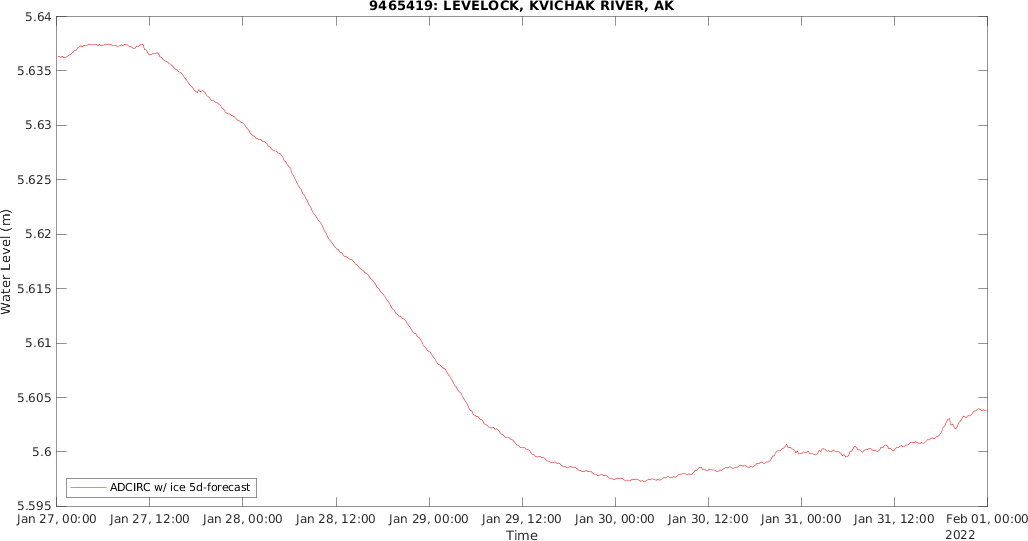 9465419: LEVELOCK, KVICHAK RIVER, AK
5.64
5.635
5.63
5.625
5.62
5.615
5.61
5.605
5.6
5.595
Water Level (m)
ADCIRC w/ ice 5d-forecast
Jan 27, 00:00 Jan 27, 12:00 Jan 28, 00:00 Jan 28, 12:00 Jan 29, 00:00 Jan 29, 12:00 Jan 30, 00:00 Jan 30, 12:00 Jan 31, 00:00 Jan 31, 12:00 Feb 01, 00:00
Time
2022